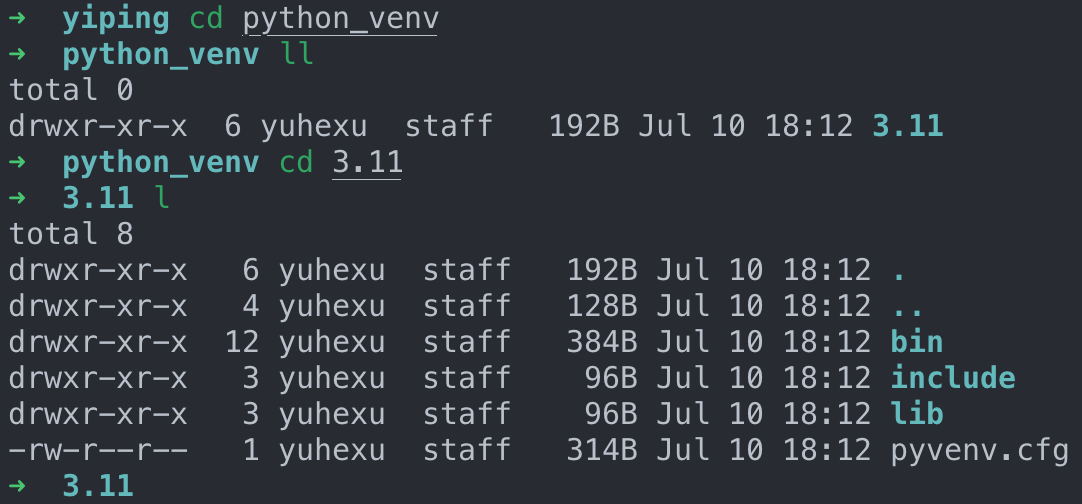 ➜  yiping cd python_venv
➜  python_venv ll
total 0
drwxr-xr-x  6 yuhexu  staff   192B Jul 10 18:12 3.11
➜  python_venv cd 3.11
➜  3.11 l
total 8
drwxr-xr-x   6 yuhexu  staff   192B Jul 10 18:12 .
drwxr-xr-x   4 yuhexu  staff   128B Jul 10 18:12 ..
drwxr-xr-x  12 yuhexu  staff   384B Jul 10 18:12 bin
drwxr-xr-x   3 yuhexu  staff    96B Jul 10 18:12 include
drwxr-xr-x   3 yuhexu  staff    96B Jul 10 18:12 lib
-rw-r--r--   1 yuhexu  staff   314B Jul 10 18:12 pyvenv.cfg
➜  3.11